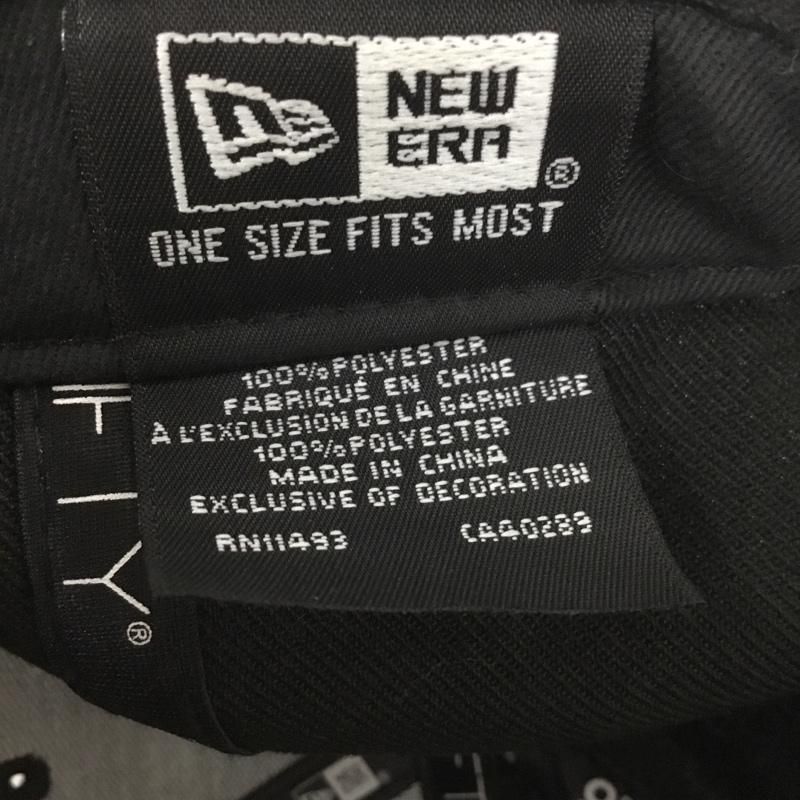 NEW
ERA
®
ONE SIZE FITS MOST
100% POLYESTER
FABRIQUÉ EN CHINE
À L'EXCLUSION DE LA GARNITURE
100% POLYESTER
MADE IN CHINA
EXCLUSIVE OF DECORATION
RN11493 CA40289
FTY®